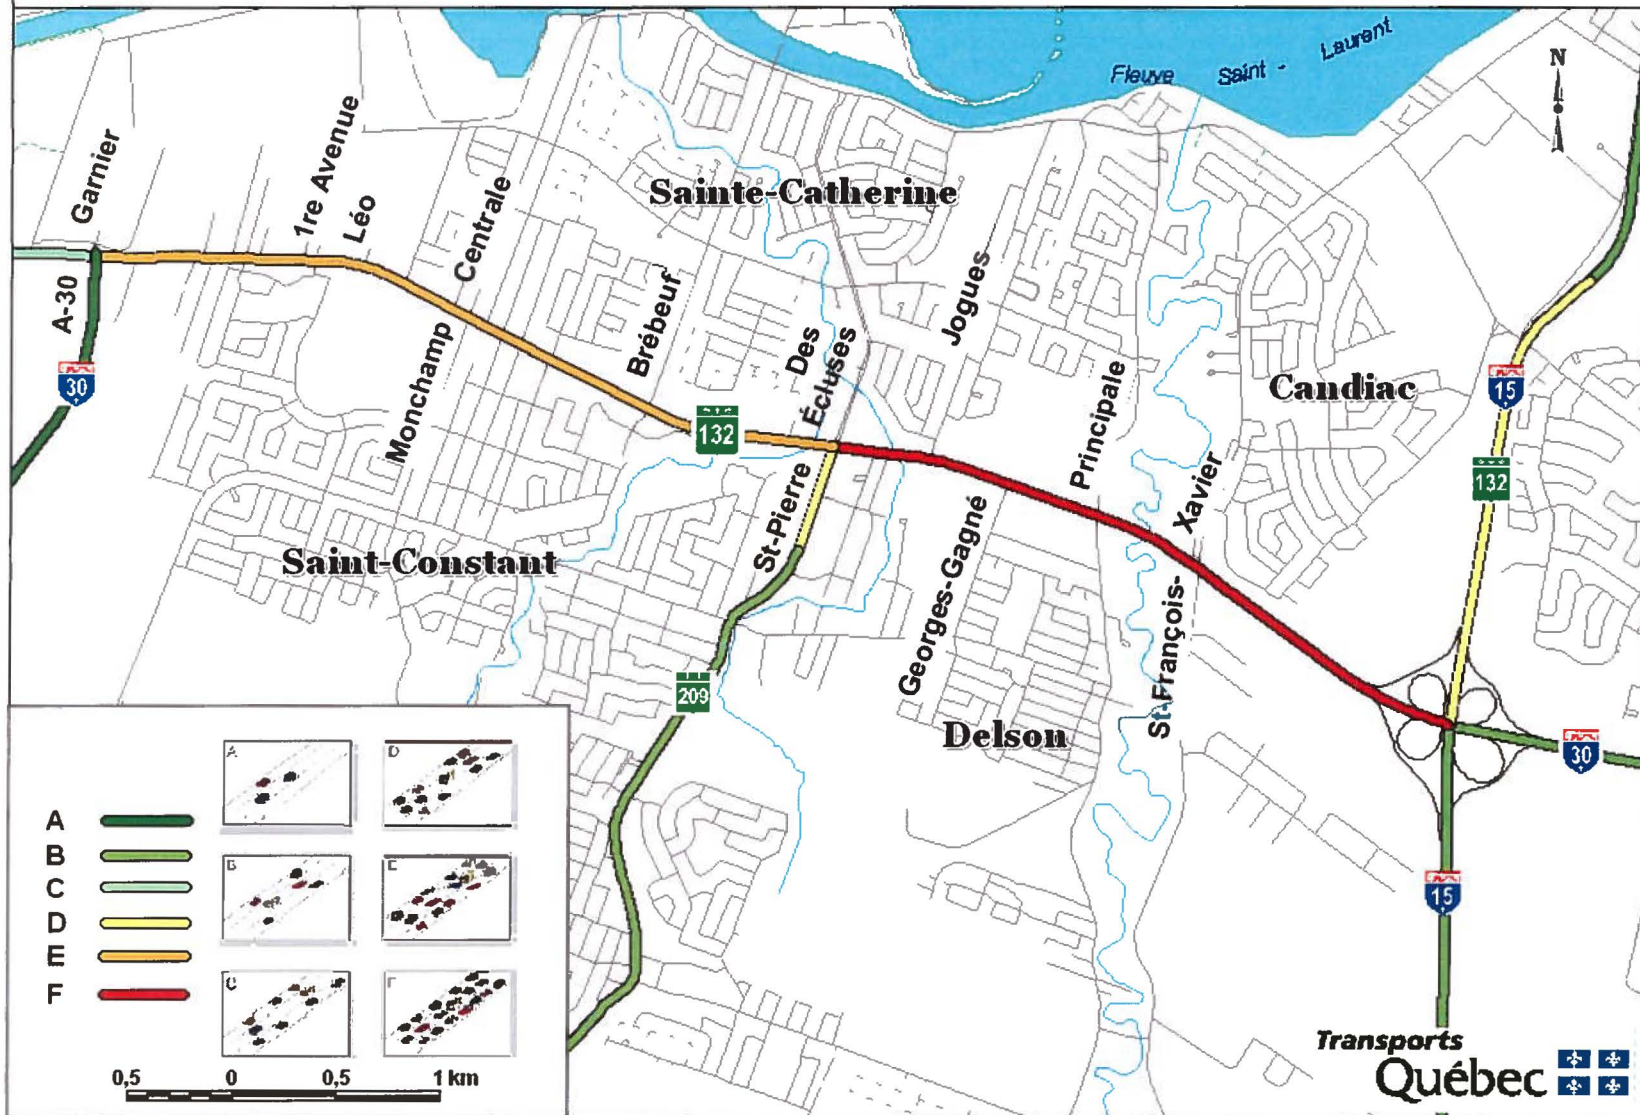 Fleuve Saint - Laurent
N
Garnier
1re Avenue
Léo
Centrale
Sainte-Catherine
A-30
30
Monchamp
Brébeuf
Des
Écluses
Jogues
Principale
Candiac
15
132
132
St-Pierre
Xavier
St-François-
Georges-Gagné
Saint-Constant
209
Delson
30
15
A
B
C
D
E
F
A
D
B
E
C
F
0,5 0 0,5 1 km
Transports
Québec